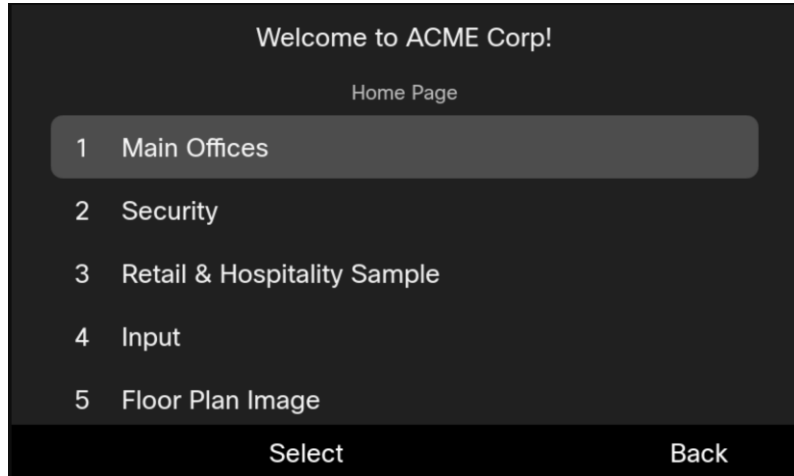 Welcome to ACME Corp!
Home Page
1 Main Offices
2 Security
3 Retail & Hospitality Sample
4 Input
5 Floor Plan Image
Select Back